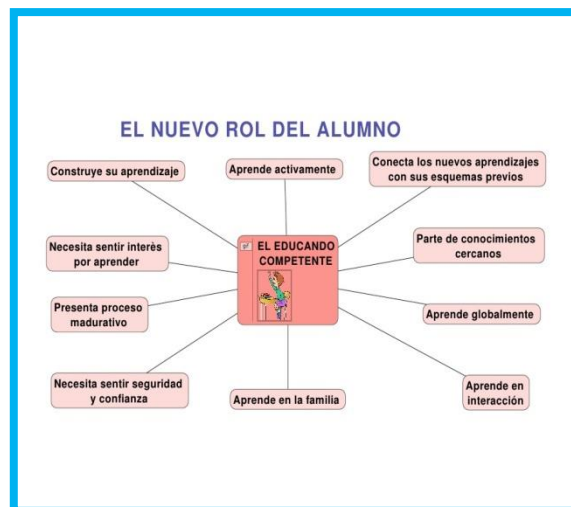 EL NUEVO ROL DEL ALUMNO
Construye su aprendizaje
Aprende activamente
Conecta los nuevos aprendizajes
con sus esquemas previos
Necesita sentir interès
por aprender
EL EDUCANDO
COMPETENTE
Parte de conocimientos
cercanos
Presenta proceso
madurativo
Aprende globalmente
Necesita sentir seguridad
y confianza
Aprende en la familia
Aprende en
interacción